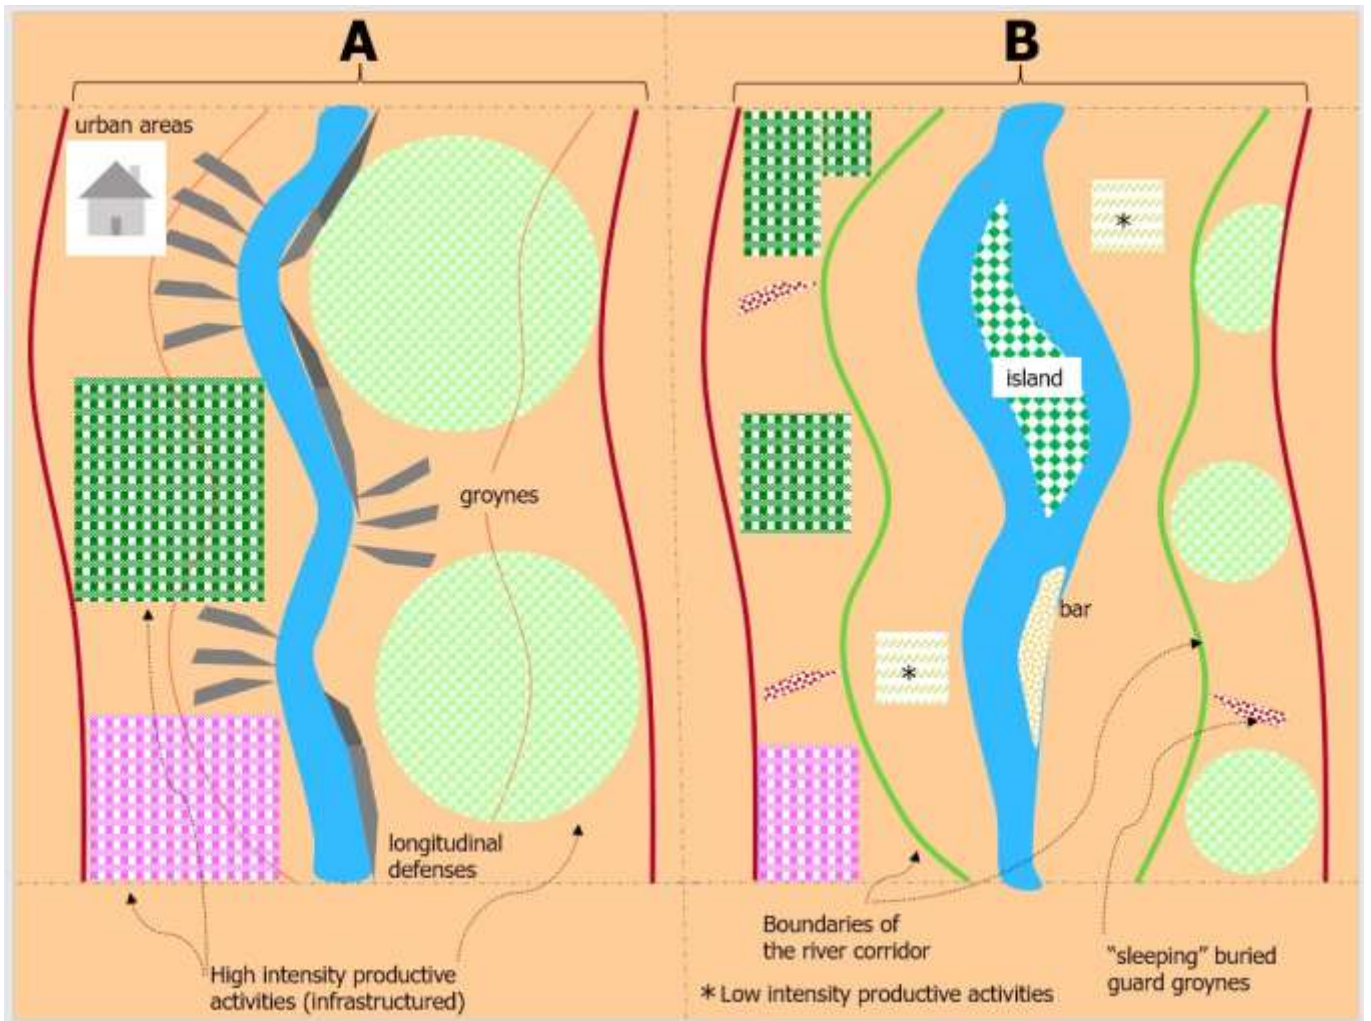 A
B
urban areas
island
groynes
bar
longitudinal
defenses
Boundaries of
the river corridor
"sleeping" buried
guard groynes
High intensity productive
activities (infrastructured)
* Low intensity productive activities
*
*